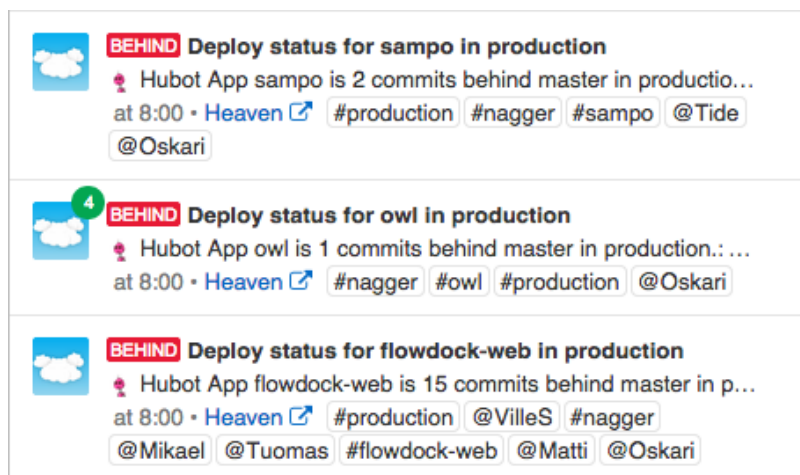 BEHIND Deploy status for sampo in production
Hubot App sampo is 2 commits behind master in productio…
at 8:00 • Heaven #production #nagger #sampo @Tide
@Oskari
4
BEHIND Deploy status for owl in production
Hubot App owl is 1 commits behind master in production.: …
at 8:00 • Heaven #nagger #owl #production @Oskari
BEHIND Deploy status for flowdock-web in production
Hubot App flowdock-web is 15 commits behind master in p…
at 8:00 • Heaven #production @VilleS #nagger
@Mikael @Tuomas #flowdock-web @Matti @Oskari